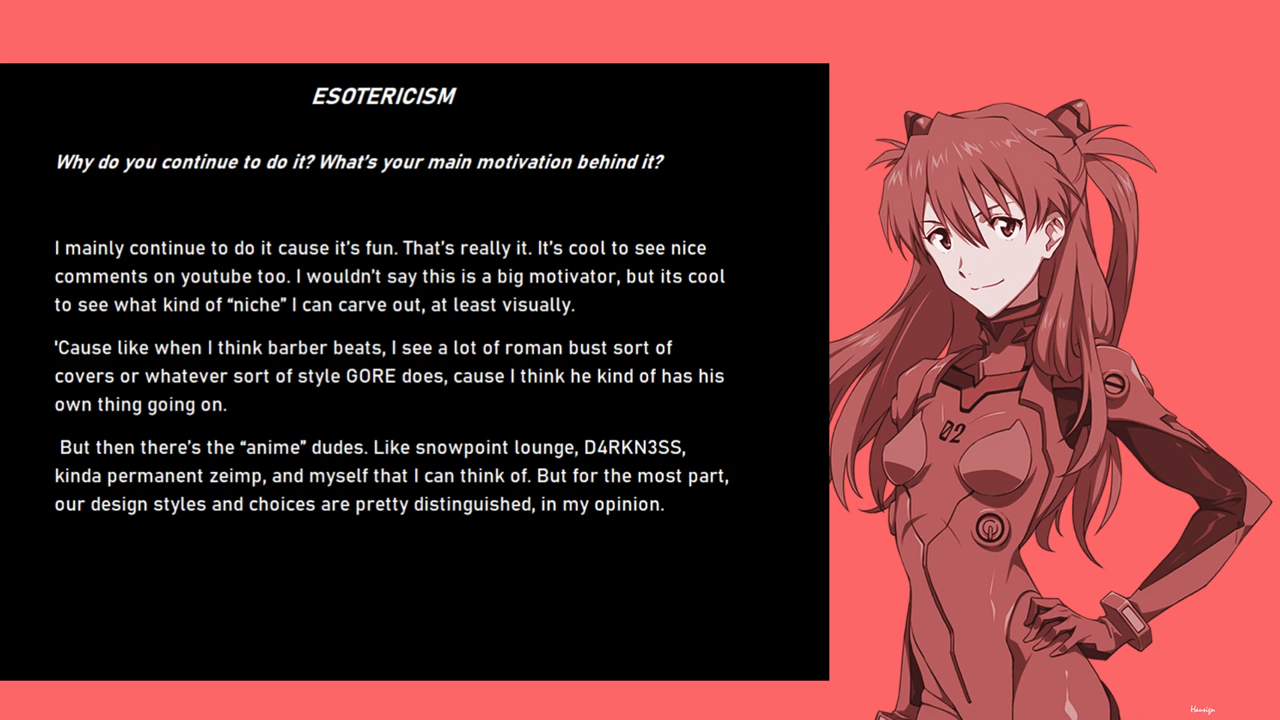 ESOTERICISM
Why do you continue to do it? What's your main motivation behind it?
I mainly continue to do it cause it's fun. That's really it. It's cool to see nice
comments on youtube too. I wouldn't say this is a big motivator, but its cool
to see what kind of “niche” I can carve out, at least visually.
'Cause like when I think barber beats, I see a lot of roman bust sort of
covers or whatever sort of style GORE does, cause I think he kind of has his
own thing going on.
But then there's the “anime” dudes. Like snowpoint lounge, D4RKN3SS,
kinda permanent zeimp, and myself that I can think of. But for the most part,
our design styles and choices are pretty distinguished, in my opinion.
02